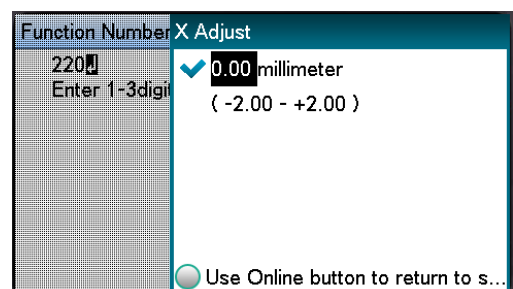 Function Number
220
Enter 1-3digi
X Adjust
0.00 millimeter
( -2.00 - +2.00 )
Use Online button to return to s...